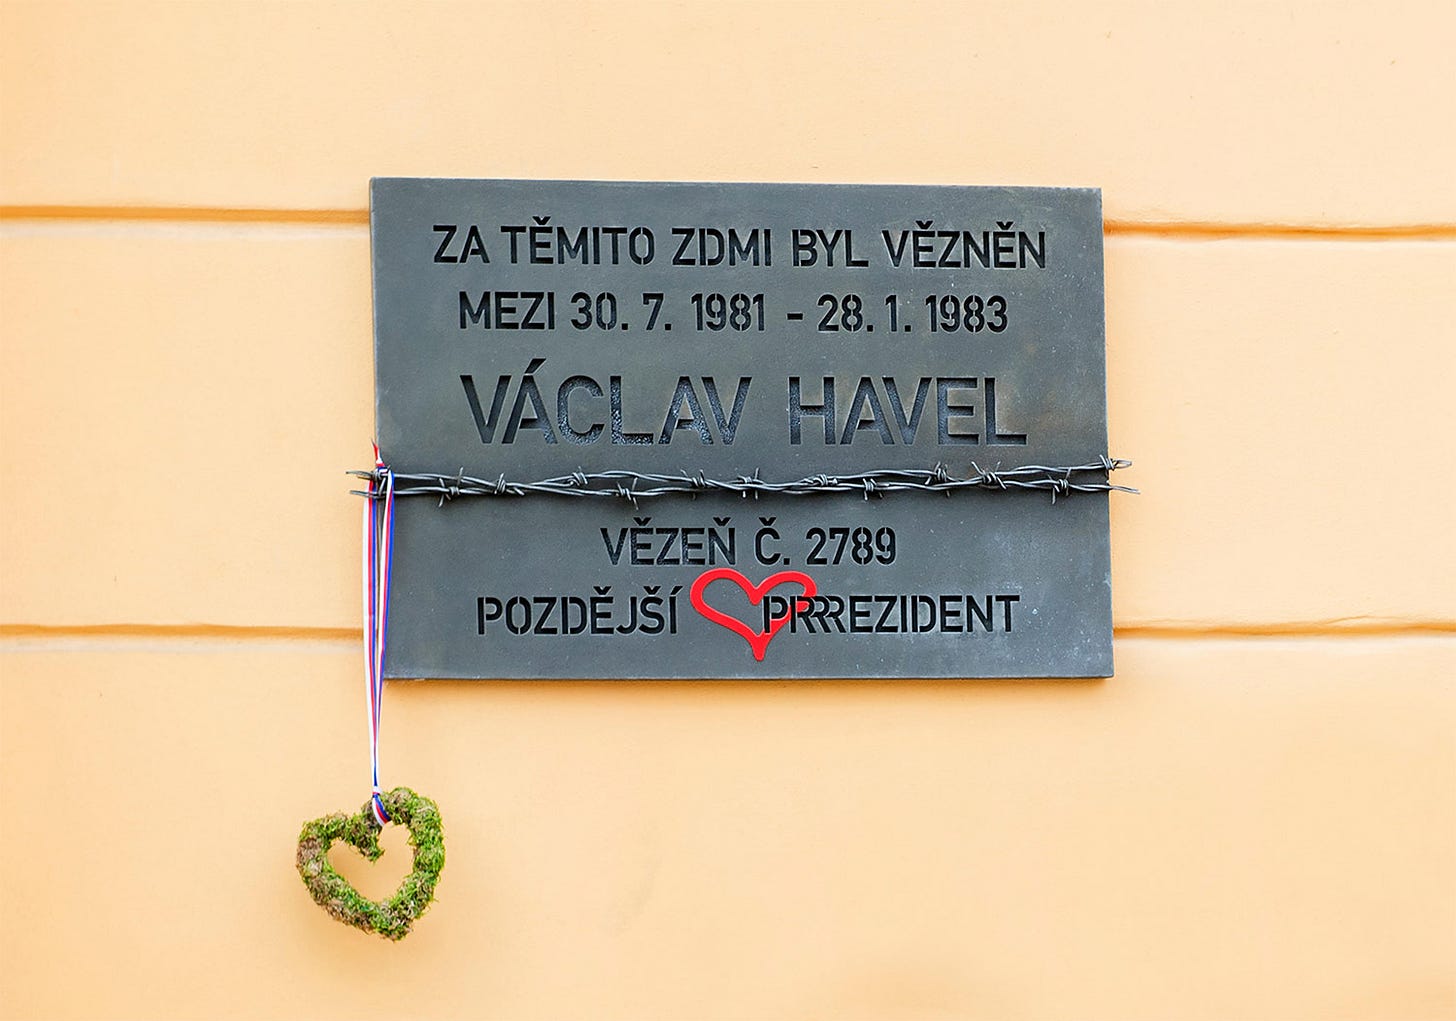 ZA TĚMITO ZDMI BYL VĚZNĚN
MEZI 30. 7. 1981 - 28. 1. 1983
VÁCLAV HAVEL
VĚZEŇ Č. 2789
POZDĚJŠÍ PRRREZIDENT